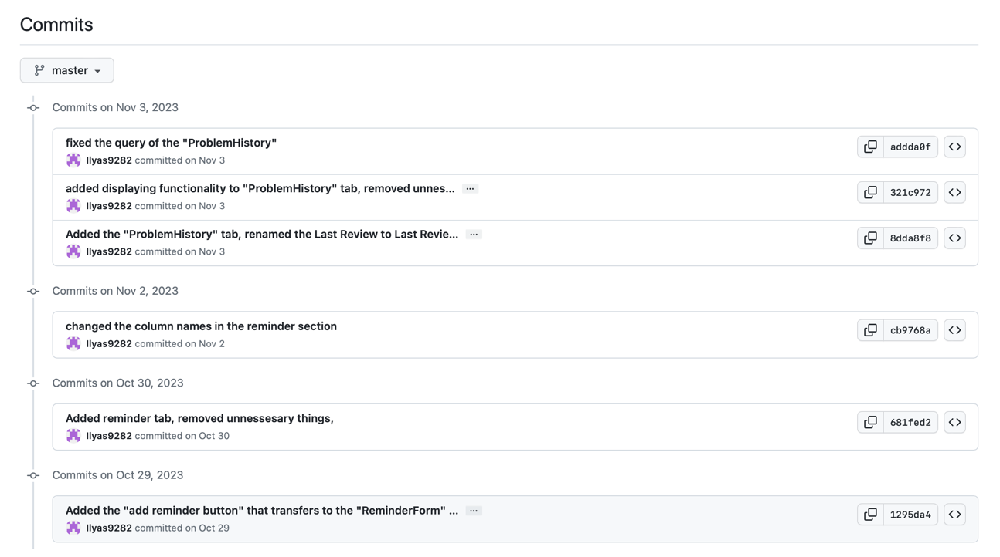 Commits
master
Commits on Nov 3, 2023
fixed the query of the "ProblemHistory"
addda0f
Ilyas9282 committed on Nov 3
added displaying functionality to "ProblemHistory" tab, removed unnes... ...
321c972
Ilyas9282 committed on Nov 3
Added the "ProblemHistory" tab, renamed the Last Review to Last Revie... ...
8dda8f8
Ilyas9282 committed on Nov 3
Commits on Nov 2, 2023
changed the column names in the reminder section
cb9768a
Ilyas9282 committed on Nov 2
Commits on Oct 30, 2023
Added reminder tab, removed unnessesary things,
681fed2
Ilyas9282 committed on Oct 30
Commits on Oct 29, 2023
Added the "add reminder button" that transfers to the "ReminderForm" ... ...
1295da4
Ilyas9282 committed on Oct 29